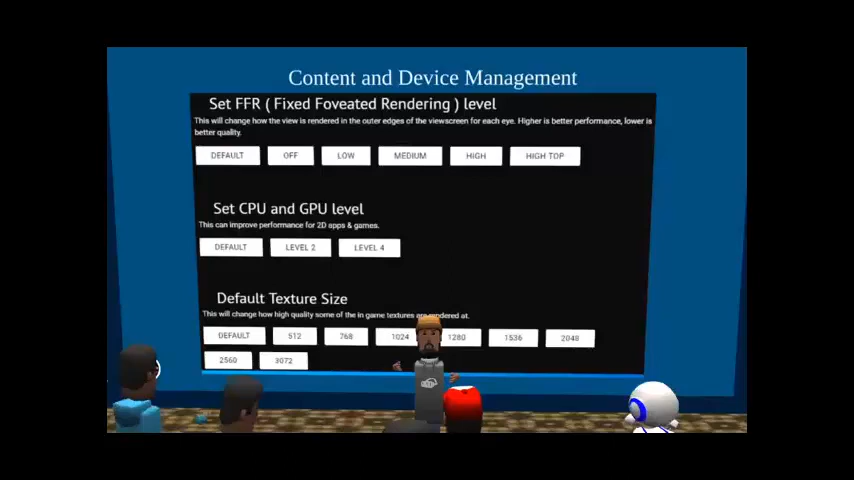 Content and Device Management
Set FFR ( Fixed Foveated Rendering ) level
This will change how the view is rendered in the outer edges of the viewscreen for each eye. Higher is better performance, lower is
better quality.
DEFAULT OFF LOW MEDIUM HIGH HIGH TOP
Set CPU and GPU level
This can improve performance for 2D apps & games.
DEFAULT LEVEL 2 LEVEL 4
Default Texture Size
This will change how high quality some of the in game textures are rendered at.
DEFAULT 512 768 1024 1280 1536 2048
2560 3072